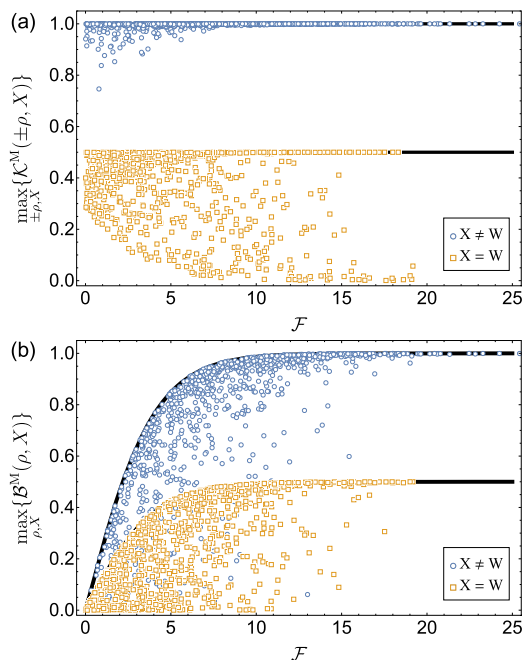 (a)
1.0
0.8
0.6
0.4
0.2
0.0
max{𝒦ᴹ(±ρ, X)}
±ρ,X
X ≠ W
X = W
0 5 10 15 20 25
ℱ
(b)
1.0
0.8
0.6
0.4
0.2
0.0
max{ℬᴹ(ρ, X)}
ρ,X
X ≠ W
X = W
0 5 10 15 20 25
ℱ